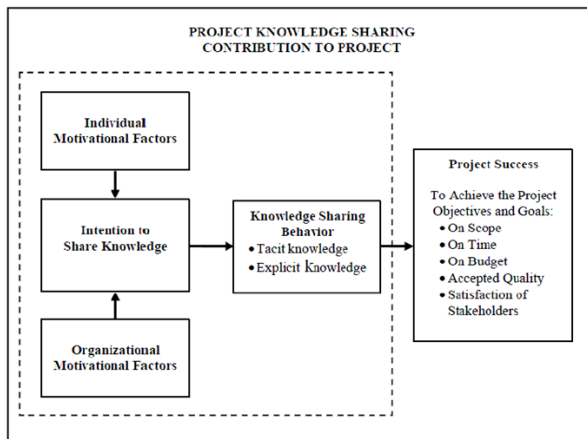 PROJECT KNOWLEDGE SHARING
CONTRIBUTION TO PROJECT
Individual
Motivational Factors
Intention to
Share Knowledge
Organizational
Motivational Factors
Knowledge Sharing
Behavior
• Tacit knowledge
• Explicit Knowledge
Project Success
To Achieve the Project
Objectives and Goals:
• On Scope
• On Time
• On Budget
• Accepted Quality
• Satisfaction of
Stakeholders